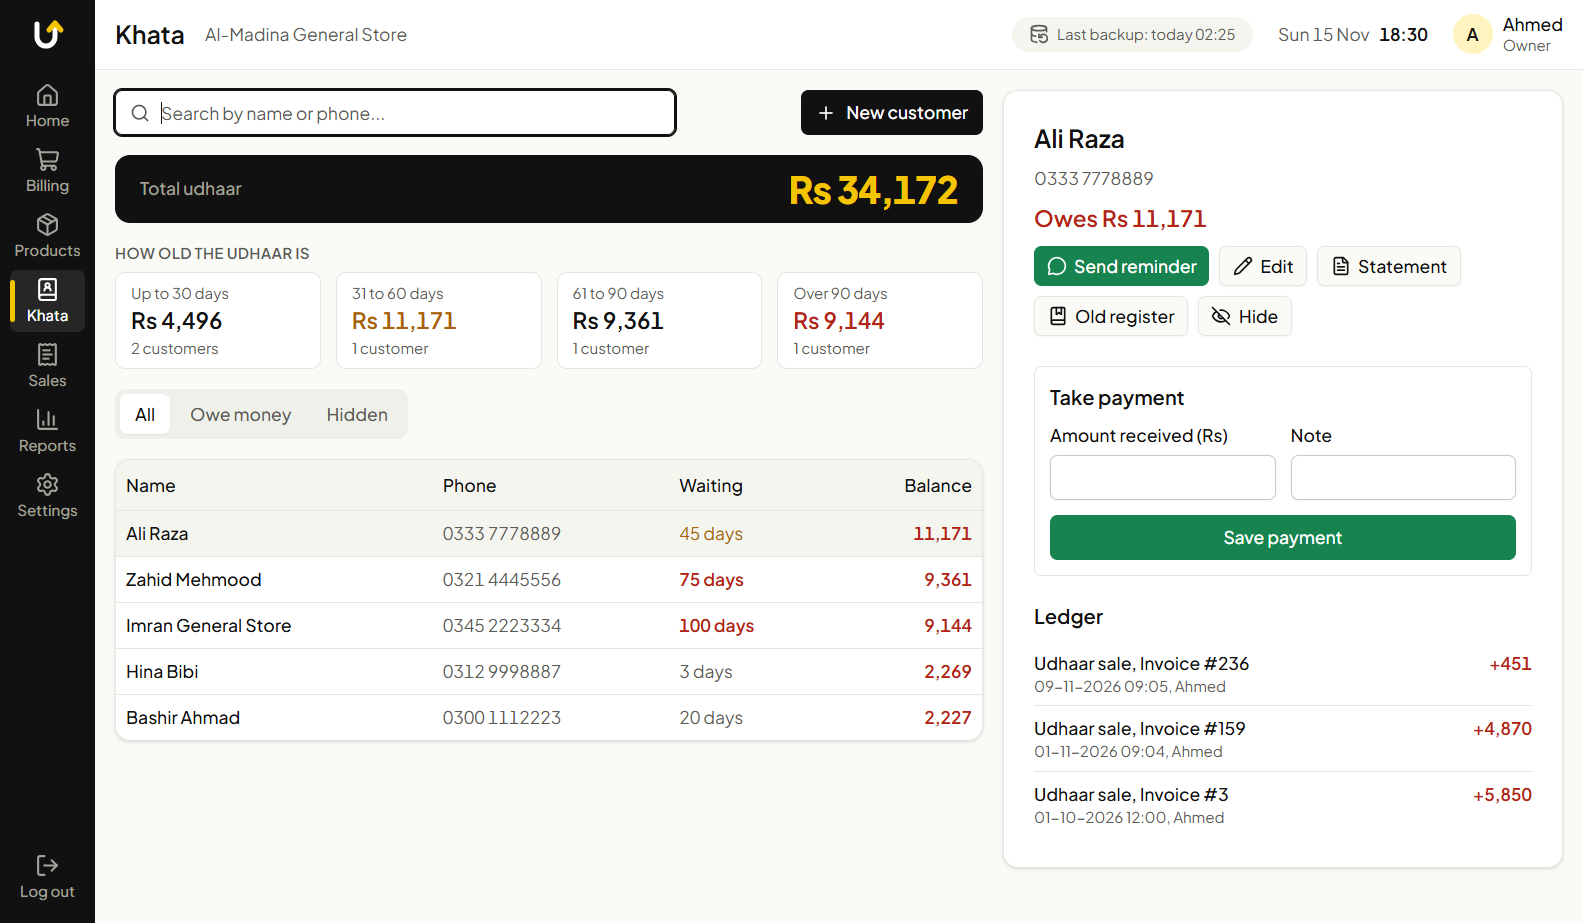 Khata
Al-Madina General Store
Last backup: today 02:25
Sun 15 Nov 18:30
A
Ahmed
Owner
Home
Billing
Products
Khata
Sales
Reports
Settings
Log out
Search by name or phone...
+ New customer
Total udhaar
Rs 34,172
HOW OLD THE UDHAAR IS
Up to 30 days
Rs 4,496
2 customers
31 to 60 days
Rs 11,171
1 customer
61 to 90 days
Rs 9,361
1 customer
Over 90 days
Rs 9,144
1 customer
All
Owe money
Hidden
Name Phone Waiting Balance
Ali Raza 0333 7778889 45 days 11,171
Zahid Mehmood 0321 4445556 75 days 9,361
Imran General Store 0345 2223334 100 days 9,144
Hina Bibi 0312 9998887 3 days 2,269
Bashir Ahmad 0300 1112223 20 days 2,227
Ali Raza
0333 7778889
Owes Rs 11,171
Send reminder
Edit
Statement
Old register
Hide
Take payment
Amount received (Rs)
Note
Save payment
Ledger
Udhaar sale, Invoice #236 +451
09-11-2026 09:05, Ahmed
Udhaar sale, Invoice #159 +4,870
01-11-2026 09:04, Ahmed
Udhaar sale, Invoice #3 +5,850
01-10-2026 12:00, Ahmed